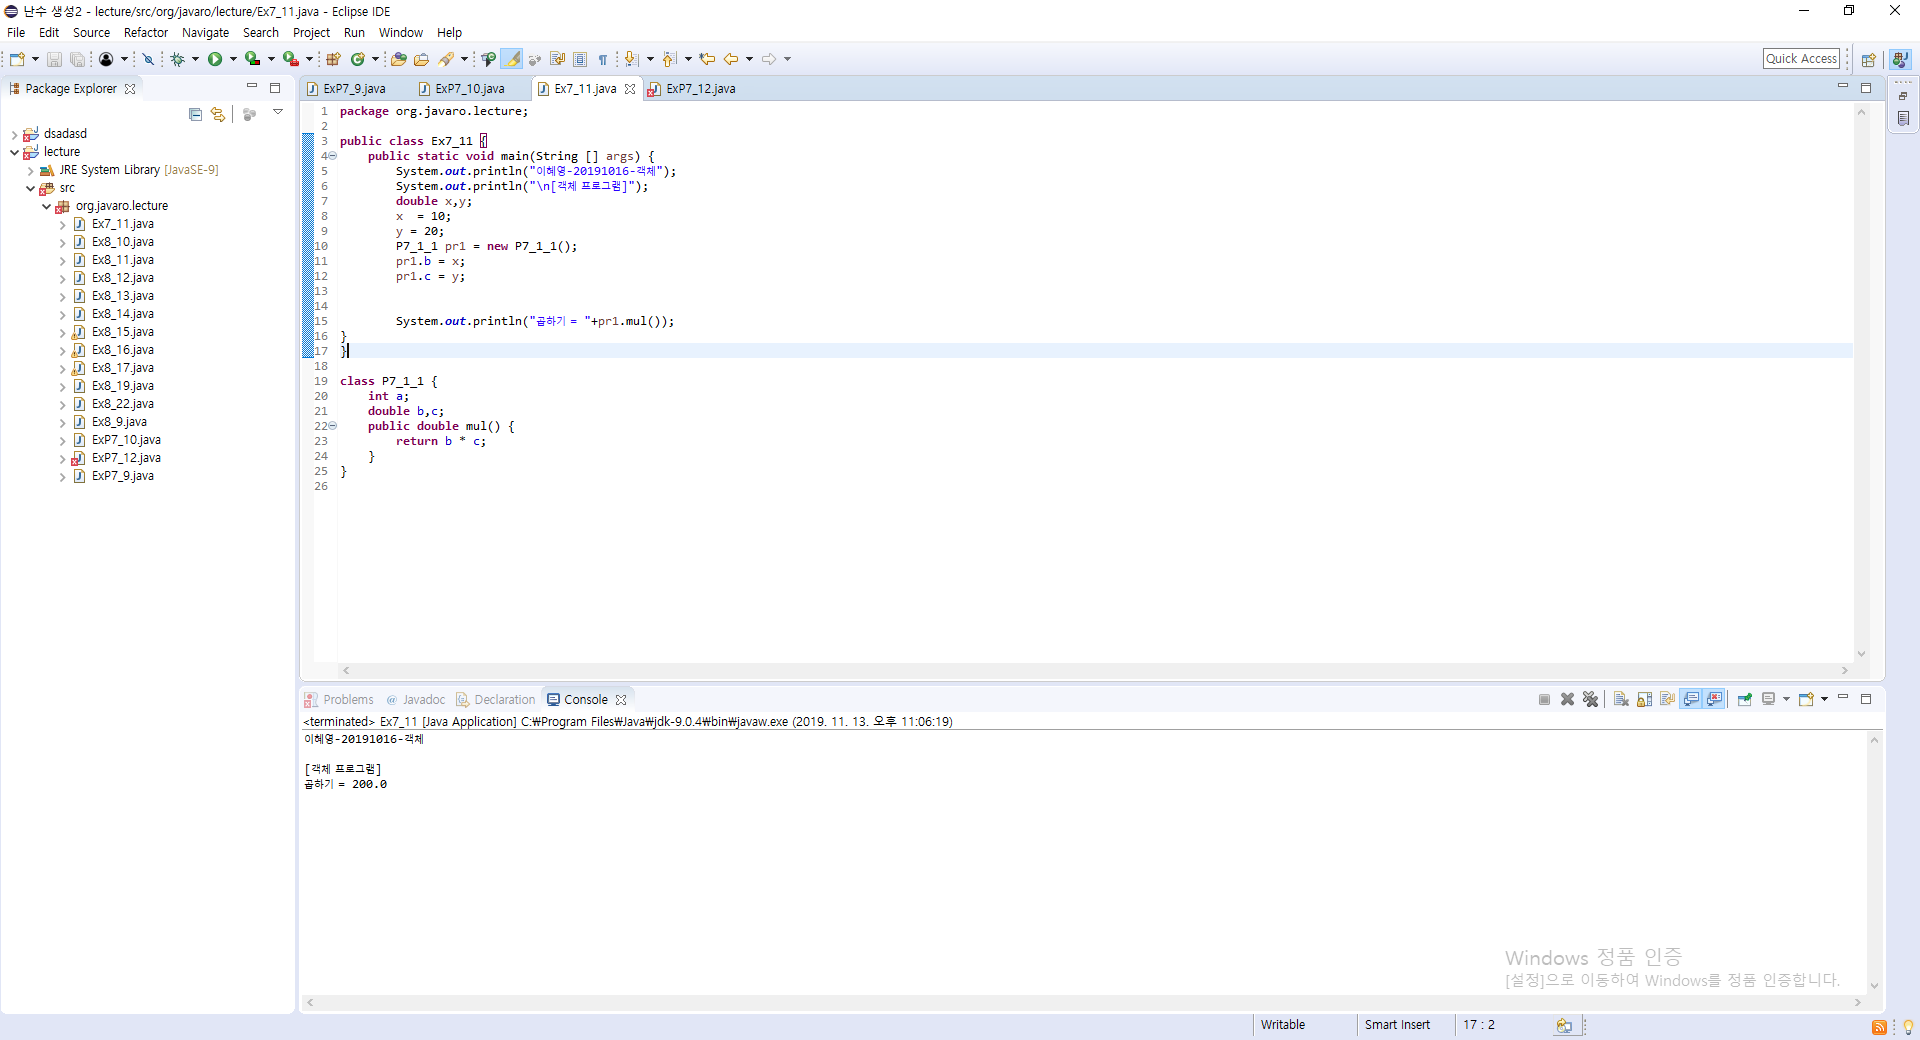 난수 생성2 - lecture/src/org/javaro/lecture/Ex7_11.java - Eclipse IDE
File Edit Source Refactor Navigate Search Project Run Window Help
Quick Access
Package Explorer
dsadasd
lecture
JRE System Library [JavaSE-9]
src
org.javaro.lecture
Ex7_11.java
Ex8_10.java
Ex8_11.java
Ex8_12.java
Ex8_13.java
Ex8_14.java
Ex8_15.java
Ex8_16.java
Ex8_17.java
Ex8_19.java
Ex8_22.java
Ex8_9.java
ExP7_10.java
ExP7_12.java
ExP7_9.java
ExP7_9.java ExP7_10.java Ex7_11.java ExP7_12.java
1 package org.javaro.lecture;
2
3 public class Ex7_11 {
4 public static void main(String [] args) {
5 System.out.println("이혜영-20191016-객체");
6 System.out.println("\n[객체 프로그램]");
7 double x,y;
8 x  = 10;
9 y = 20;
10 P7_1_1 pr1 = new P7_1_1();
11 pr1.b = x;
12 pr1.c = y;
13
14
15 System.out.println("곱하기 = "+pr1.mul());
16 }
17 }
18
19 class P7_1_1 {
20 int a;
21 double b,c;
22 public double mul() {
23 return b * c;
24 }
25 }
26
Problems @ Javadoc Declaration Console
<terminated> Ex7_11 [Java Application] C:₩Program Files₩Java₩jdk-9.0.4₩bin₩javaw.exe (2019. 11. 13. 오후 11:06:19)
이혜영-20191016-객체
[객체 프로그램]
곱하기 = 200.0
Windows 정품 인증
[설정]으로 이동하여 Windows를 정품 인증합니다.
Writable Smart Insert 17 : 2